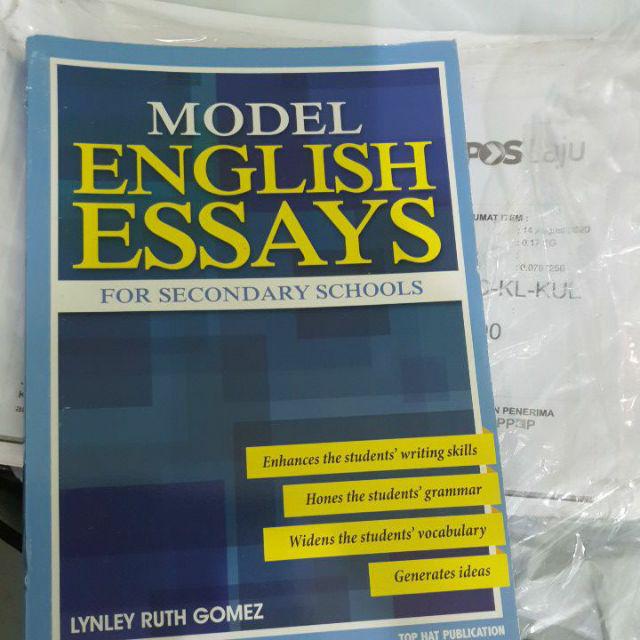 MODEL
ENGLISH
ESSAYS
FOR SECONDARY SCHOOLS
Enhances the students' writing skills
Hones the students' grammar
Widens the students' vocabulary
Generates ideas
LYNLEY RUTH GOMEZ
TOP HAT PUBLICATION
POS Laju
-KL-KUL
PENERIMA